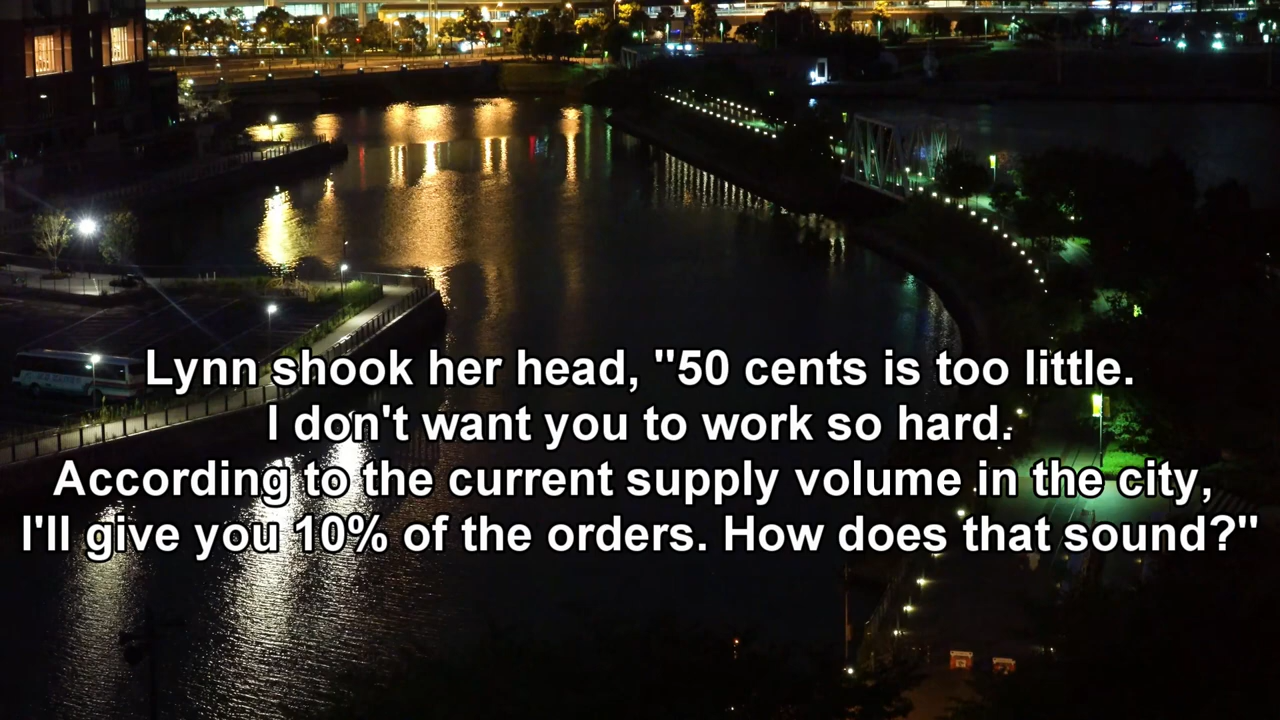 Lynn shook her head, "50 cents is too little.
I don't want you to work so hard.
According to the current supply volume in the city,
I'll give you 10% of the orders. How does that sound?"